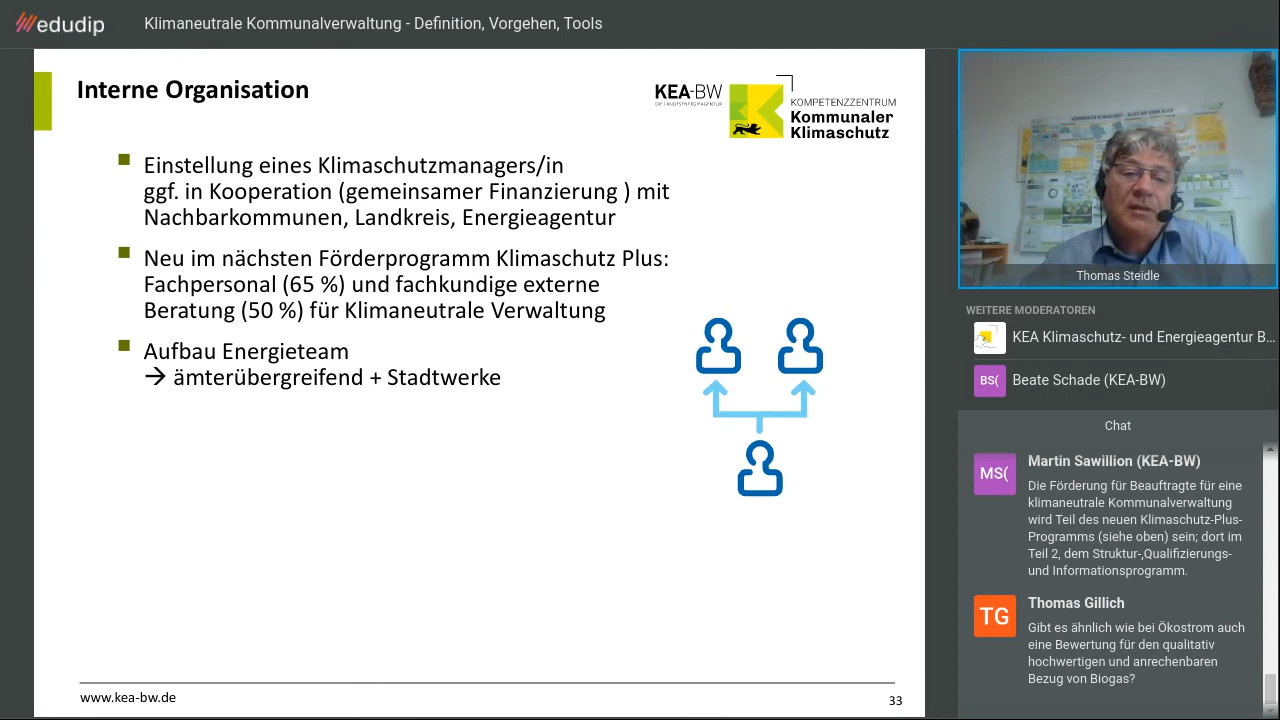 edudip
Klimaneutrale Kommunalverwaltung - Definition, Vorgehen, Tools
Interne Organisation
KEA-BW
DIE LANDESENERGIEAGENTUR
KOMPETENZZENTRUM
Kommunaler
Klimaschutz
Einstellung eines Klimaschutzmanagers/in
ggf. in Kooperation (gemeinsamer Finanzierung ) mit
Nachbarkommunen, Landkreis, Energieagentur
Neu im nächsten Förderprogramm Klimaschutz Plus:
Fachpersonal (65 %) und fachkundige externe
Beratung (50 %) für Klimaneutrale Verwaltung
Aufbau Energieteam
→ ämterübergreifend + Stadtwerke
www.kea-bw.de
33
Thomas Steidle
WEITERE MODERATOREN
KEA Klimaschutz- und Energieagentur B...
BS(
Beate Schade (KEA-BW)
Chat
MS(
Martin Sawillion (KEA-BW)
Die Förderung für Beauftragte für eine
klimaneutrale Kommunalverwaltung
wird Teil des neuen Klimaschutz-Plus-
Programms (siehe oben) sein; dort im
Teil 2, dem Struktur-,Qualifizierungs-
und Informationsprogramm.
TG
Thomas Gillich
Gibt es ähnlich wie bei Ökostrom auch
eine Bewertung für den qualitativ
hochwertigen und anrechenbaren
Bezug von Biogas?